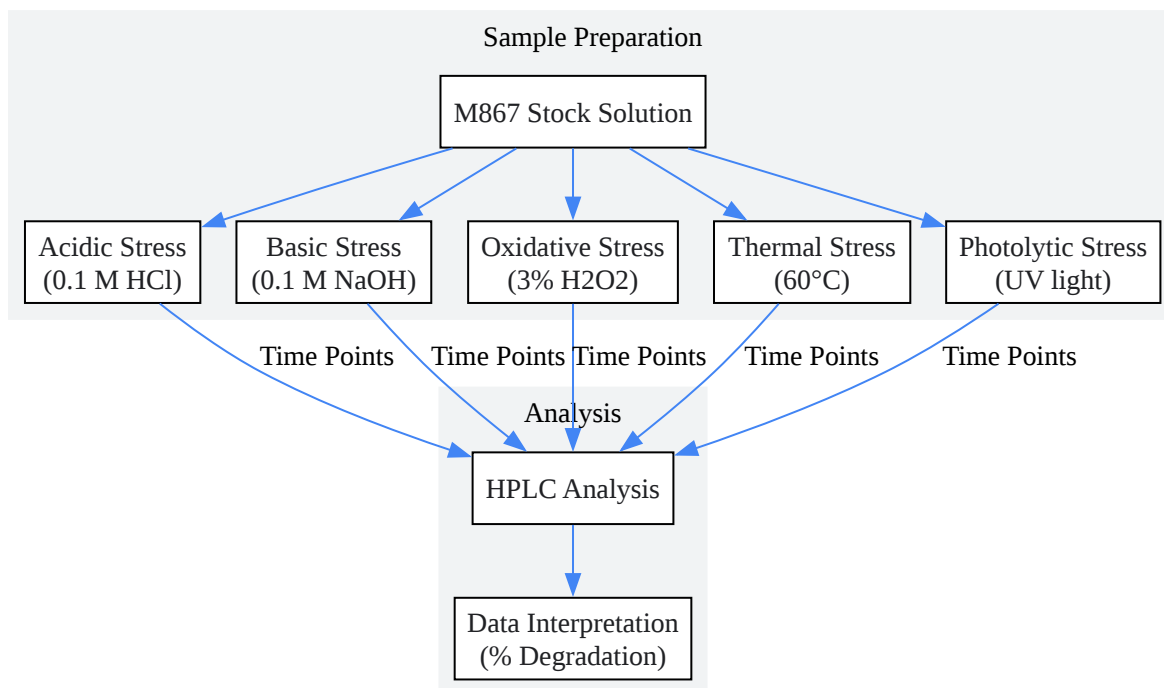 Sample Preparation
M867 Stock Solution
Acidic Stress
(0.1 M HCl)
Basic Stress
(0.1 M NaOH)
Oxidative Stress
(3% H2O2)
Thermal Stress
(60°C)
Photolytic Stress
(UV light)
Time Points
Time Points
Time Points
Time Points
Time Points
Analysis
HPLC Analysis
Data Interpretation
(% Degradation)